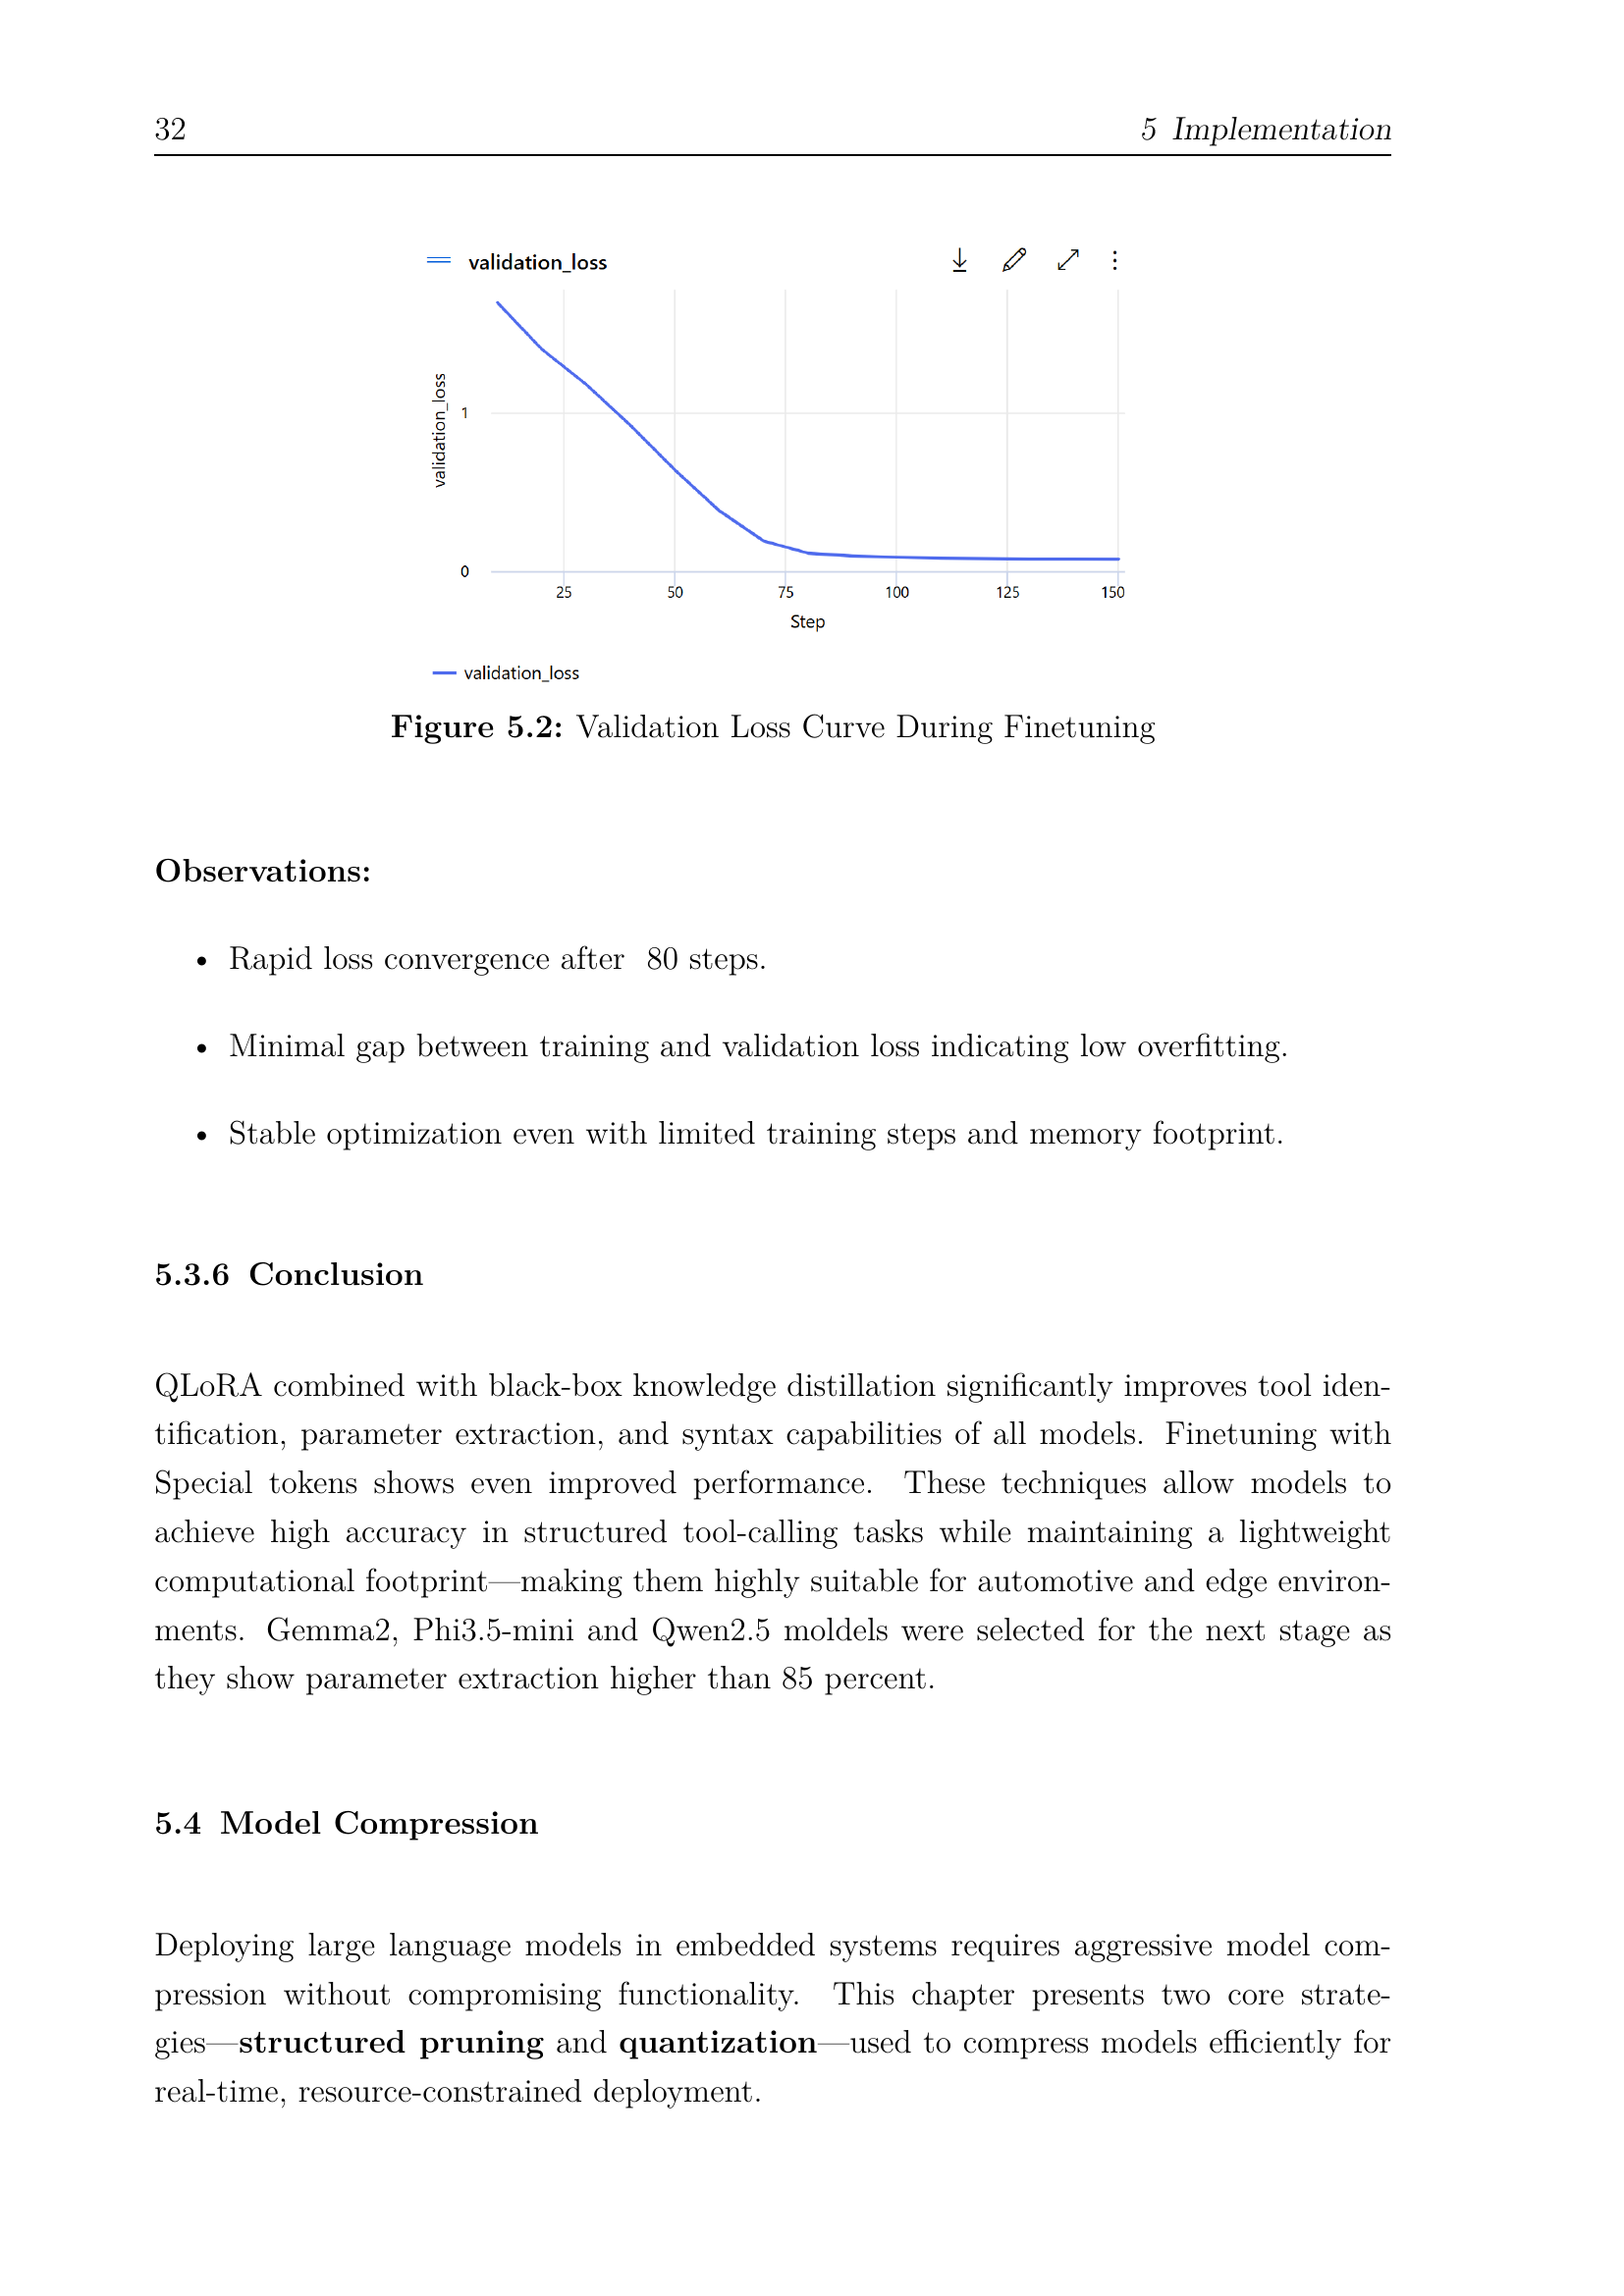 32 5 Implementation
validation_loss
validation_loss
1
0
25 50 75 100 125 150
Step
validation_loss
Figure 5.2: Validation Loss Curve During Finetuning
Observations:
• Rapid loss convergence after 80 steps.
• Minimal gap between training and validation loss indicating low overfitting.
• Stable optimization even with limited training steps and memory footprint.
5.3.6 Conclusion
QLoRA combined with black-box knowledge distillation significantly improves tool iden-
tification, parameter extraction, and syntax capabilities of all models. Finetuning with
Special tokens shows even improved performance. These techniques allow models to
achieve high accuracy in structured tool-calling tasks while maintaining a lightweight
computational footprint—making them highly suitable for automotive and edge environ-
ments. Gemma2, Phi3.5-mini and Qwen2.5 moldels were selected for the next stage as
they show parameter extraction higher than 85 percent.
5.4 Model Compression
Deploying large language models in embedded systems requires aggressive model com-
pression without compromising functionality. This chapter presents two core strate-
gies—structured pruning and quantization—used to compress models efficiently for
real-time, resource-constrained deployment.